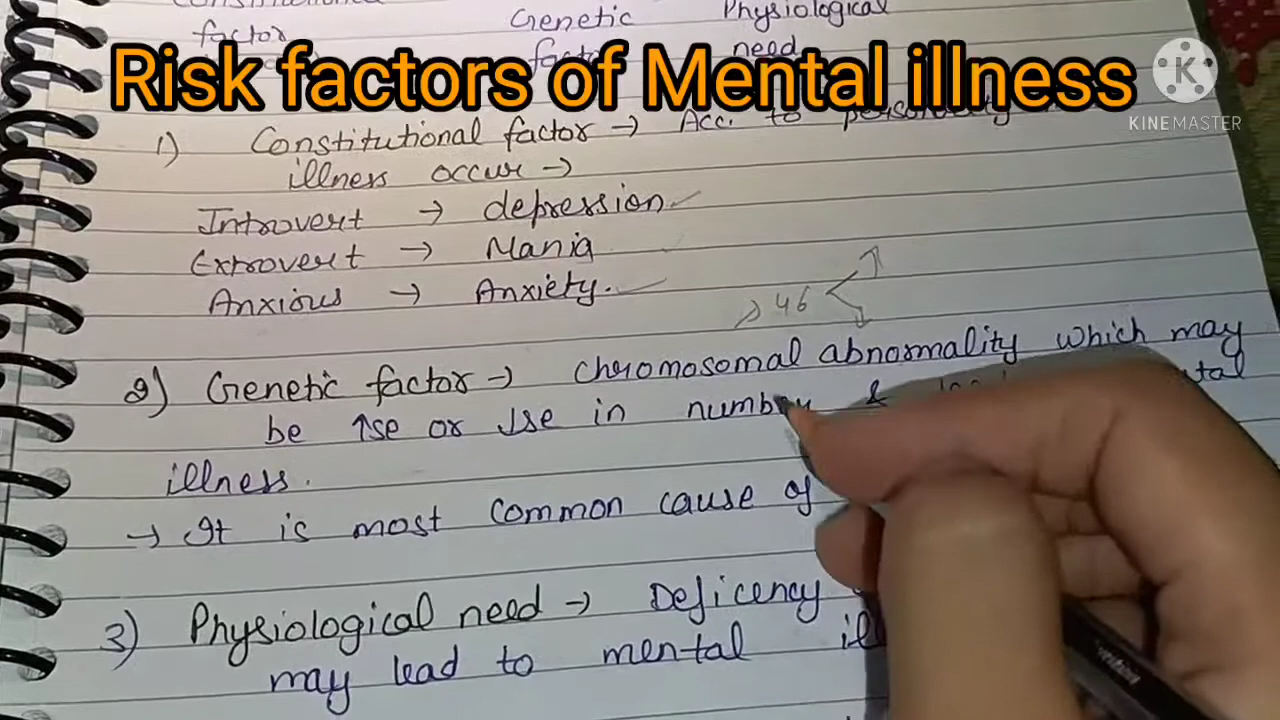 Genetic Physiological
factor need
Risk factors of Mental illness
K
KINEMASTER
1) Constitutional factor → Acc. to personality
illness occur →
Introvert → depression
Extrovert → Mania
Anxious → Anxiety.
46
2) Genetic factor → chromosomal abnormality which may
be ↑se or ↓se in number &
illness.
→ It is most common cause of
3) Physiological need → Deficency
may lead to mental